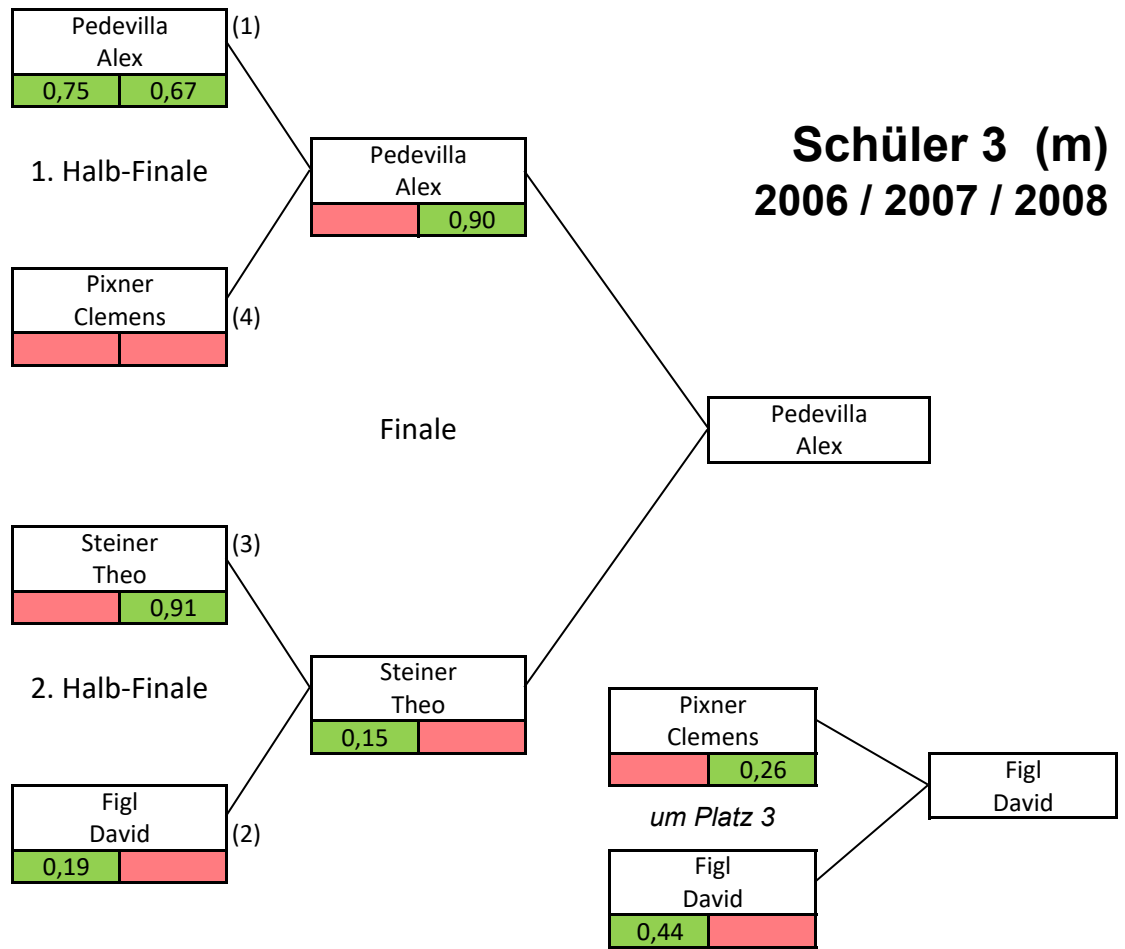 Pedevilla (1)
Alex
0,75 0,67
1. Halb-Finale
Pixner
Clemens (4)
Pedevilla
Alex
0,90
Schüler 3 (m)
2006 / 2007 / 2008
Finale
Pedevilla
Alex
Steiner (3)
Theo
0,91
2. Halb-Finale
Figl
David (2)
0,19
Steiner
Theo
0,15
Pixner
Clemens
0,26
um Platz 3
Figl
David
0,44
Figl
David